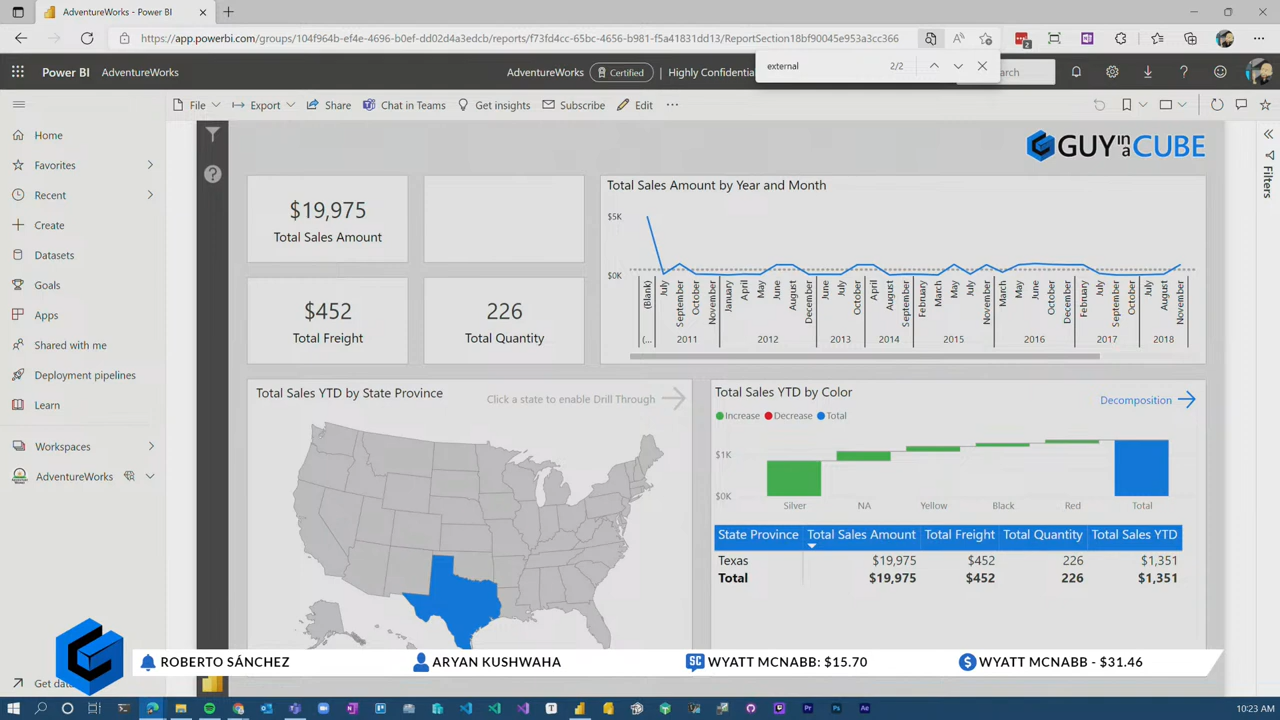 AdventureWorks - Power BI
https://app.powerbi.com/groups/104f964b-ef4e-4696-b0ef-dd02d4a3edcb/reports/f73fd4cc-65bc-4656-b981-f5a41831dd13/ReportSection18bf90045e953a3cc366
2
external 2/2
Power BI AdventureWorks AdventureWorks Certified Highly Confidentia
File Export Share Chat in Teams Get insights Subscribe Edit
Home
Favorites
Recent
Create
Datasets
Goals
Apps
Shared with me
Deployment pipelines
Learn
Workspaces
AdventureWorks
GUY in a CUBE
Filters
$19,975
Total Sales Amount
$452
Total Freight
226
Total Quantity
Total Sales Amount by Year and Month
$5K
$0K
(Blank) July September October November January April May June August December June July October April August September February March May July November March May June October December February July September October July August November
(... 2011 2012 2013 2014 2015 2016 2017 2018
Total Sales YTD by State Province
Click a state to enable Drill Through
Total Sales YTD by Color
Decomposition
Increase Decrease Total
$1K
$0K
Silver NA Yellow Black Red Total
State Province Total Sales Amount Total Freight Total Quantity Total Sales YTD
Texas $19,975 $452 226 $1,351
Total $19,975 $452 226 $1,351
ROBERTO SÁNCHEZ ARYAN KUSHWAHA SC WYATT MCNABB: $15.70 WYATT MCNABB - $31.46
10:23 AM